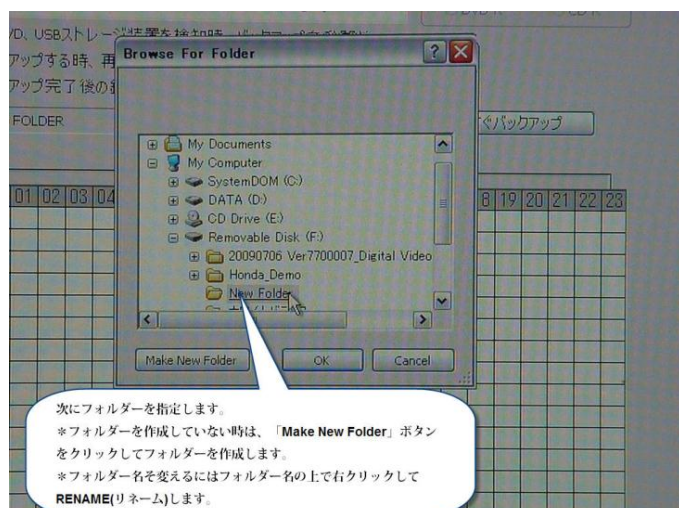 /D、USBストレージ装置を検知時、バックアップ
アップする時、再
アップ完了後の
Browse For Folder
FOLDER
ぐバックアップ
My Documents
My Computer
SystemDOM (C:)
DATA (D:)
CD Drive (E:)
Removable Disk (F:)
20090706 Ver7700007_Digital Video
Honda_Demo
New Folder
01 02 03 04
8 19 20 21 22 23
Make New Folder
OK
Cancel
次にフォルダーを指定します。
*フォルダーを作成していない時は、「Make New Folder」ボタン
をクリックしてフォルダーを作成します。
*フォルダー名そ変えるにはフォルダー名の上で右クリックして
RENAME(リネーム)します。